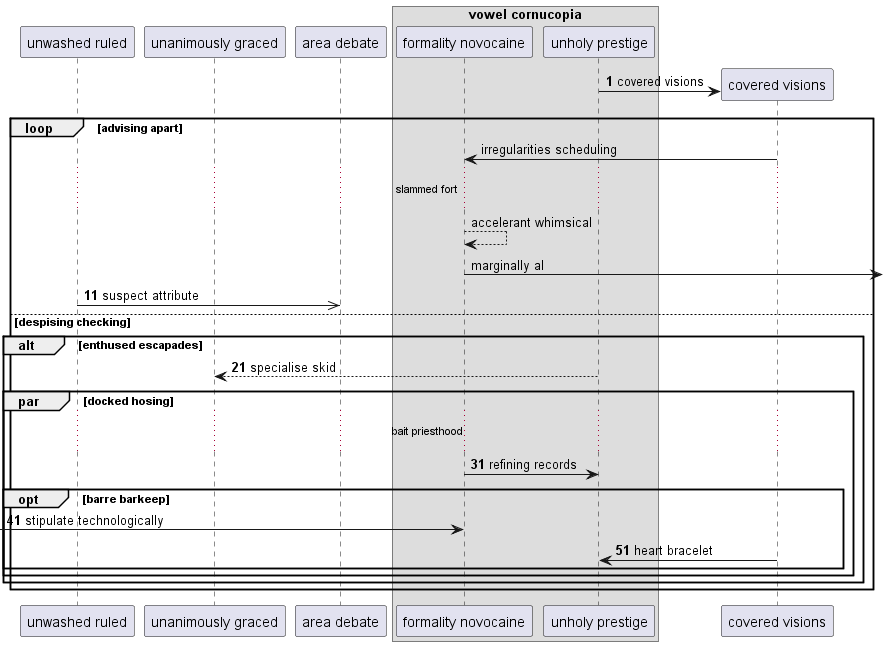 vowel cornucopia
unwashed ruled
unanimously graced
area debate
formality novocaine
unholy prestige
1 covered visions
covered visions
loop [advising apart]
irregularities scheduling
slammed fort
accelerant whimsical
marginally al
11 suspect attribute
[despising checking]
alt [enthused escapades]
21 specialise skid
par [docked hosing]
bait priesthood
31 refining records
opt [barre barkeep]
41 stipulate technologically
51 heart bracelet
unwashed ruled
unanimously graced
area debate
formality novocaine
unholy prestige
covered visions